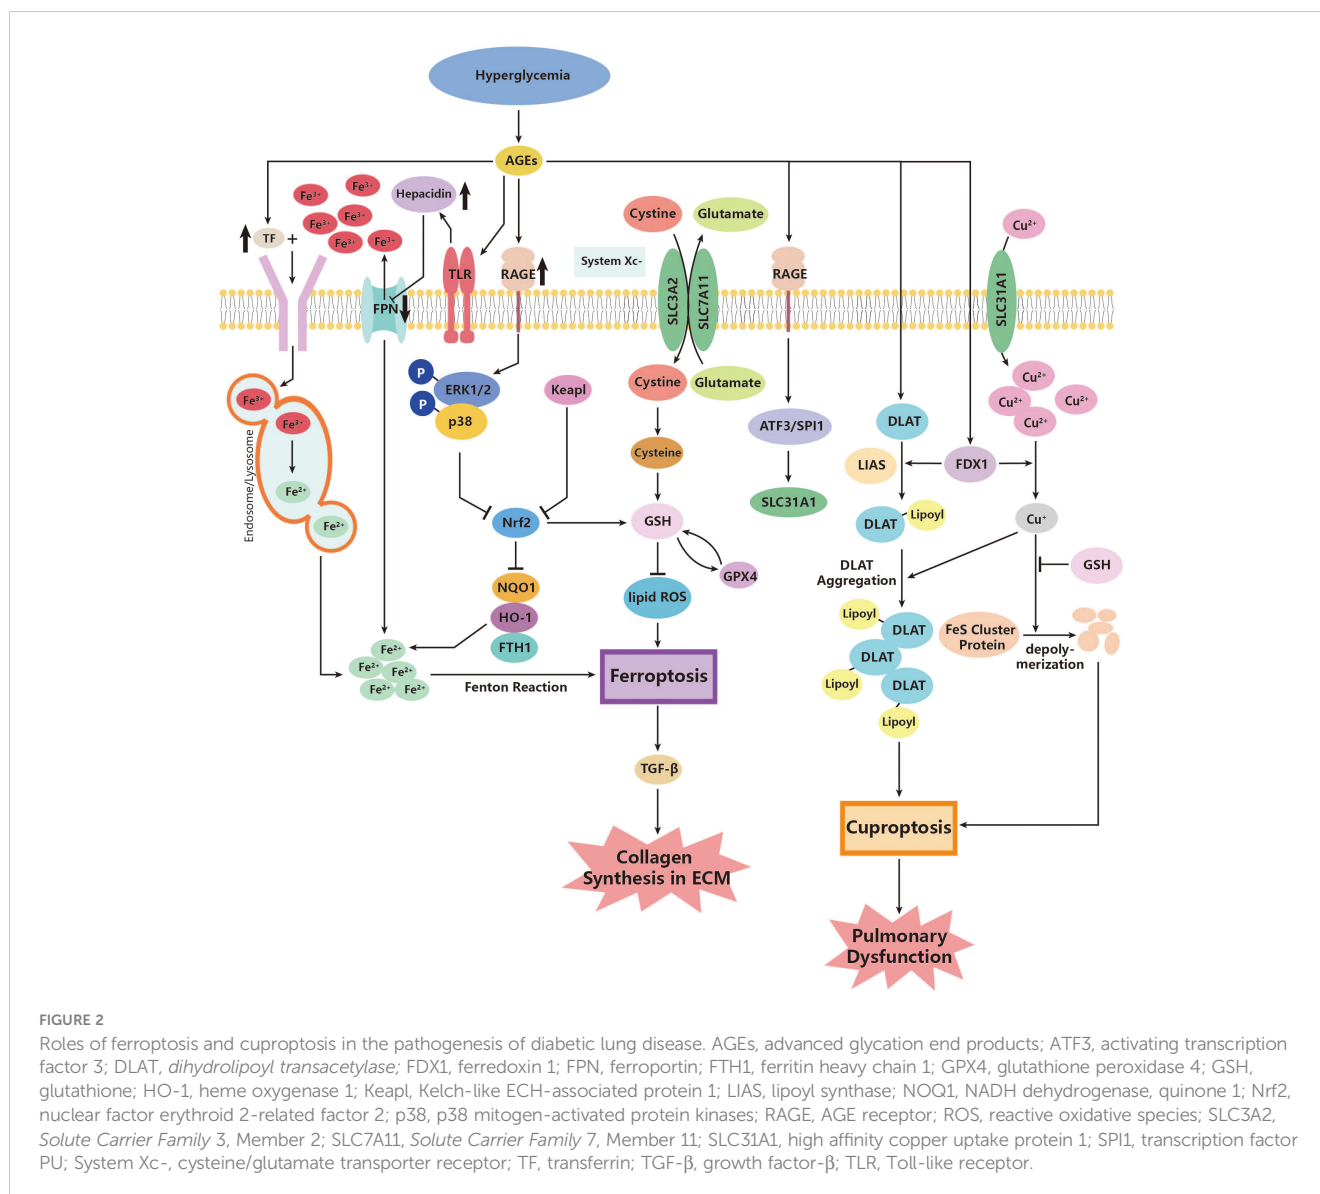 Hyperglycemia
AGEs
Fe³⁺
Fe³⁺
Fe³⁺
Fe³⁺
Fe³⁺
Fe³⁺
Hepacidin
TF +
TLR
RAGE
FPN
System Xc-
Cystine
Glutamate
SLC3A2
SLC7A11
RAGE
Cu²⁺
SLC31A1
P
P
ERK1/2
p38
Keapl
Cystine
Glutamate
Cysteine
ATF3/SPI1
SLC31A1
DLAT
LIAS
FDX1
Cu²⁺
Cu²⁺
Cu²⁺
Cu²⁺
Endosome/Lysosome
Fe³⁺
Fe³⁺
Fe²⁺
Fe²⁺
Nrf2
GSH
GPX4
NQO1
HO-1
FTH1
lipid ROS
DLAT
Lipoyl
Cu⁺
GSH
DLAT
Aggregation
Lipoyl
DLAT
DLAT
Lipoyl
DLAT
Lipoyl
FeS Cluster
Protein
depoly-
merization
Fe²⁺
Fe²⁺
Fe²⁺
Fe²⁺
Fe²⁺
Fenton Reaction
Ferroptosis
TGF-β
Collagen
Synthesis in ECM
Cuproptosis
Pulmonary
Dysfunction
FIGURE 2
Roles of ferroptosis and cuproptosis in the pathogenesis of diabetic lung disease. AGEs, advanced glycation end products; ATF3, activating transcription
factor 3; DLAT, dihydrolipoyl transacetylase; FDX1, ferredoxin 1; FPN, ferroportin; FTH1, ferritin heavy chain 1; GPX4, glutathione peroxidase 4; GSH,
glutathione; HO-1, heme oxygenase 1; Keapl, Kelch-like ECH-associated protein 1; LIAS, lipoyl synthase; NOQ1, NADH dehydrogenase, quinone 1; Nrf2,
nuclear factor erythroid 2-related factor 2; p38, p38 mitogen-activated protein kinases; RAGE, AGE receptor; ROS, reactive oxidative species; SLC3A2,
Solute Carrier Family 3, Member 2; SLC7A11, Solute Carrier Family 7, Member 11; SLC31A1, high affinity copper uptake protein 1; SPI1, transcription factor
PU; System Xc-, cysteine/glutamate transporter receptor; TF, transferrin; TGF-β, growth factor-β; TLR, Toll-like receptor.